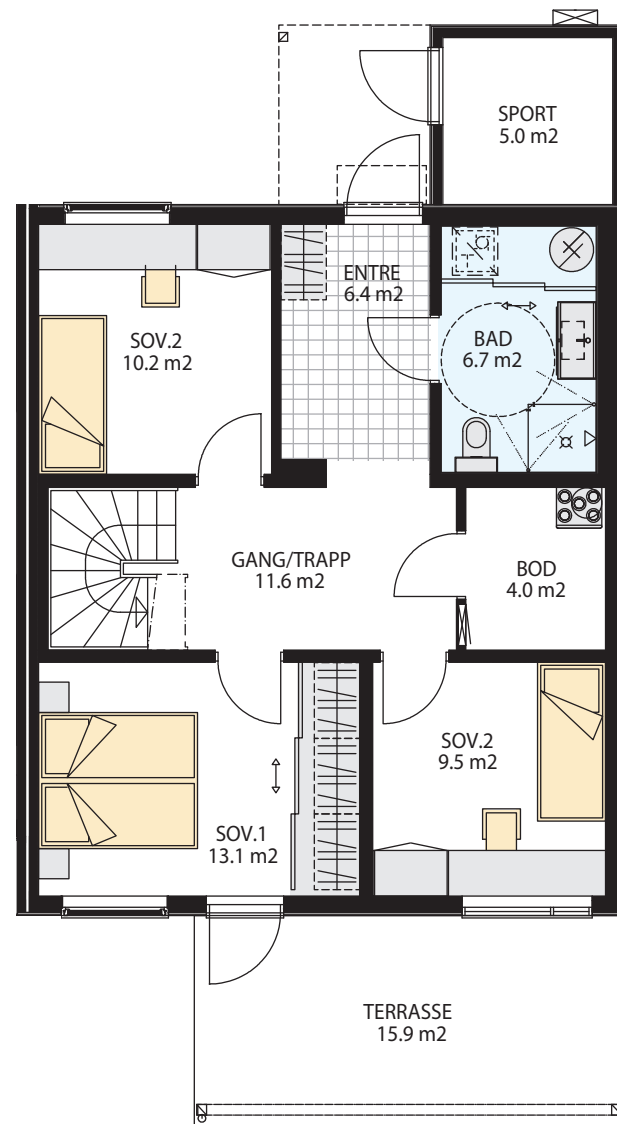 SPORT
5.0 m2
ENTRE
6.4 m2
SOV.2
10.2 m2
BAD
6.7 m2
GANG/TRAPP
11.6 m2
BOD
4.0 m2
SOV.2
9.5 m2
SOV.1
13.1 m2
TERRASSE
15.9 m2